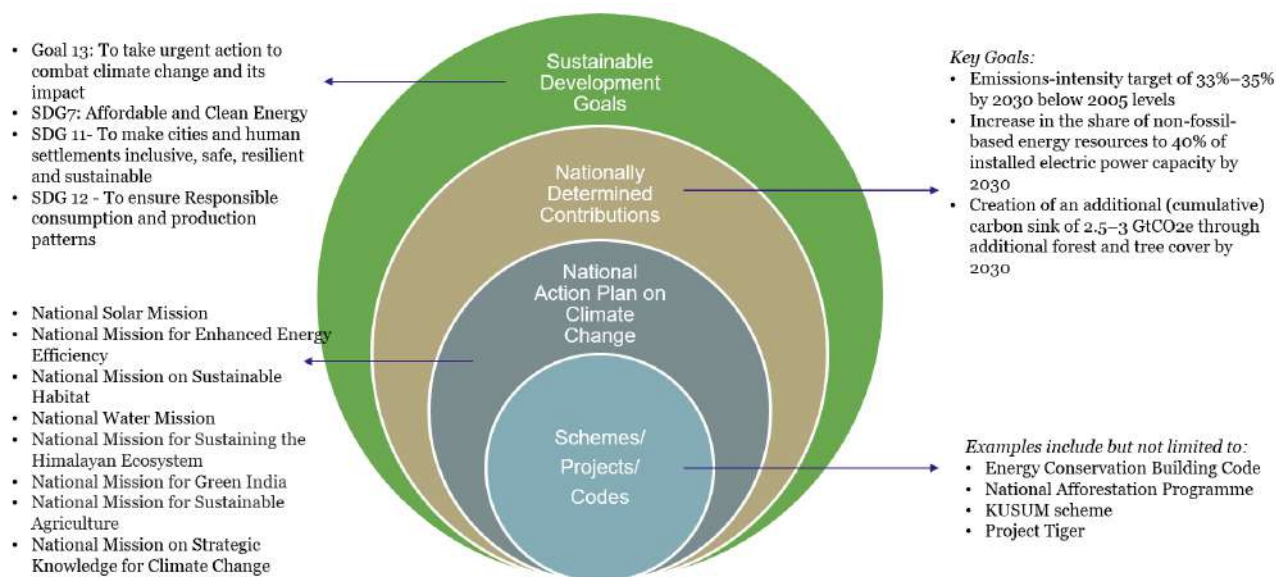 • Goal 13: To take urgent action to
combat climate change and its
impact
• SDG7: Affordable and Clean Energy
• SDG 11- To make cities and human
settlements inclusive, safe, resilient
and sustainable
• SDG 12 - To ensure Responsible
consumption and production
patterns
Sustainable
Development
Goals
Key Goals:
• Emissions-intensity target of 33%–35%
by 2030 below 2005 levels
• Increase in the share of non-fossil-
based energy resources to 40% of
installed electric power capacity by
2030
• Creation of an additional (cumulative)
carbon sink of 2.5–3 GtCO2e through
additional forest and tree cover by
2030
Nationally
Determined
Contributions
National
Action Plan on
Climate
Change
• National Solar Mission
• National Mission for Enhanced Energy
Efficiency
• National Mission on Sustainable
Habitat
• National Water Mission
• National Mission for Sustaining the
Himalayan Ecosystem
• National Mission for Green India
• National Mission for Sustainable
Agriculture
• National Mission on Strategic
Knowledge for Climate Change
Schemes/
Projects/
Codes
Examples include but not limited to:
• Energy Conservation Building Code
• National Afforestation Programme
• KUSUM scheme
• Project Tiger